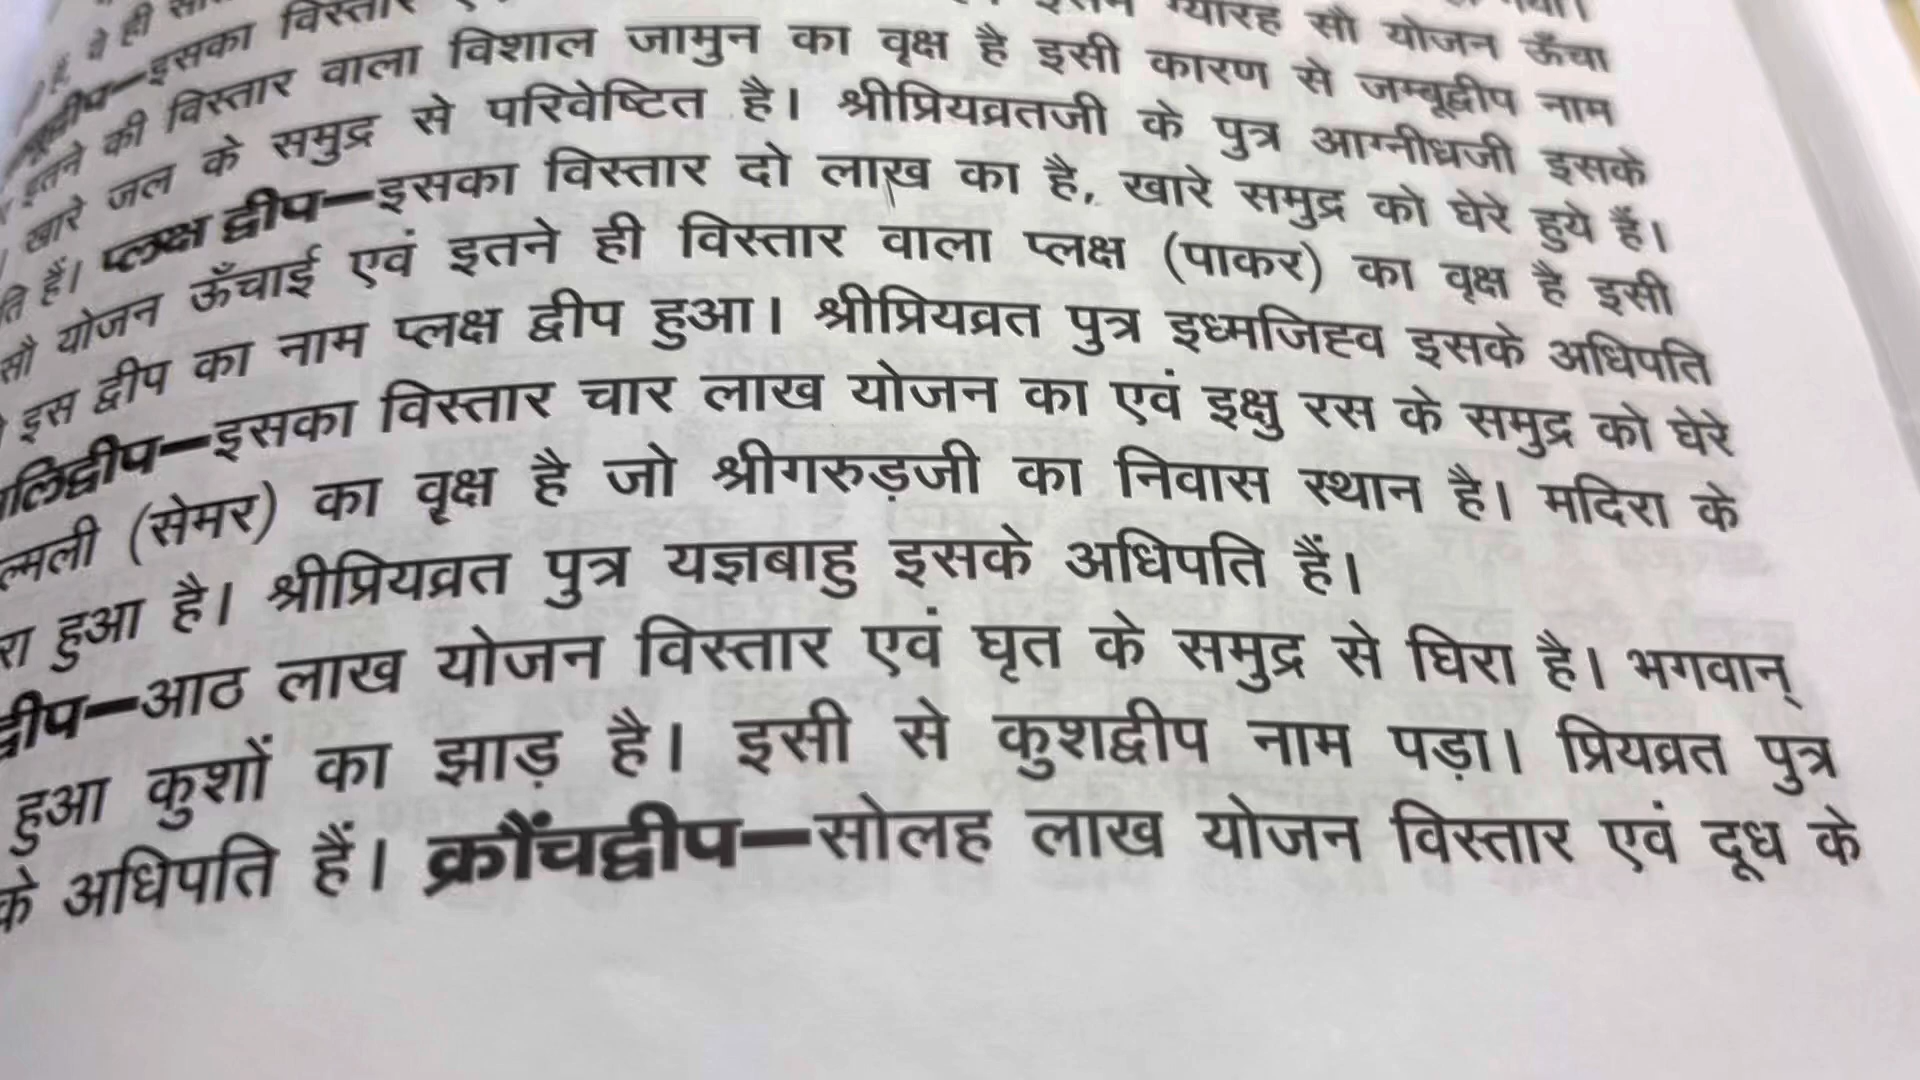 ग्यारह सौ योजन ऊँचा
इसका विस्तार
इतने की विस्तार वाला विशाल जामुन का वृक्ष है इसी कारण से जम्बूद्वीप नाम
खारे जल के समुद्र से परिवेष्टित है। श्रीप्रियव्रतजी के पुत्र आग्नीध्रजी इसके
ति हैं। प्लक्ष द्वीप—इसका विस्तार दो लाख का है, खारे समुद्र को घेरे हुये हैं।
सौ योजन ऊँचाई एवं इतने ही विस्तार वाला प्लक्ष (पाकर) का वृक्ष है इसी
इस द्वीप का नाम प्लक्ष द्वीप हुआ। श्रीप्रियव्रत पुत्र इध्मजिह्व इसके अधिपति
लिद्वीप—इसका विस्तार चार लाख योजन का एवं इक्षु रस के समुद्र को घेरे
ल्मली (सेमर) का वृक्ष है जो श्रीगरुड़जी का निवास स्थान है। मदिरा के
रा हुआ है। श्रीप्रियव्रत पुत्र यज्ञबाहु इसके अधिपति हैं।
द्वीप—आठ लाख योजन विस्तार एवं घृत के समुद्र से घिरा है। भगवान्
हुआ कुशों का झाड़ है। इसी से कुशद्वीप नाम पड़ा। प्रियव्रत पुत्र
के अधिपति हैं। क्रौंचद्वीप—सोलह लाख योजन विस्तार एवं दूध के